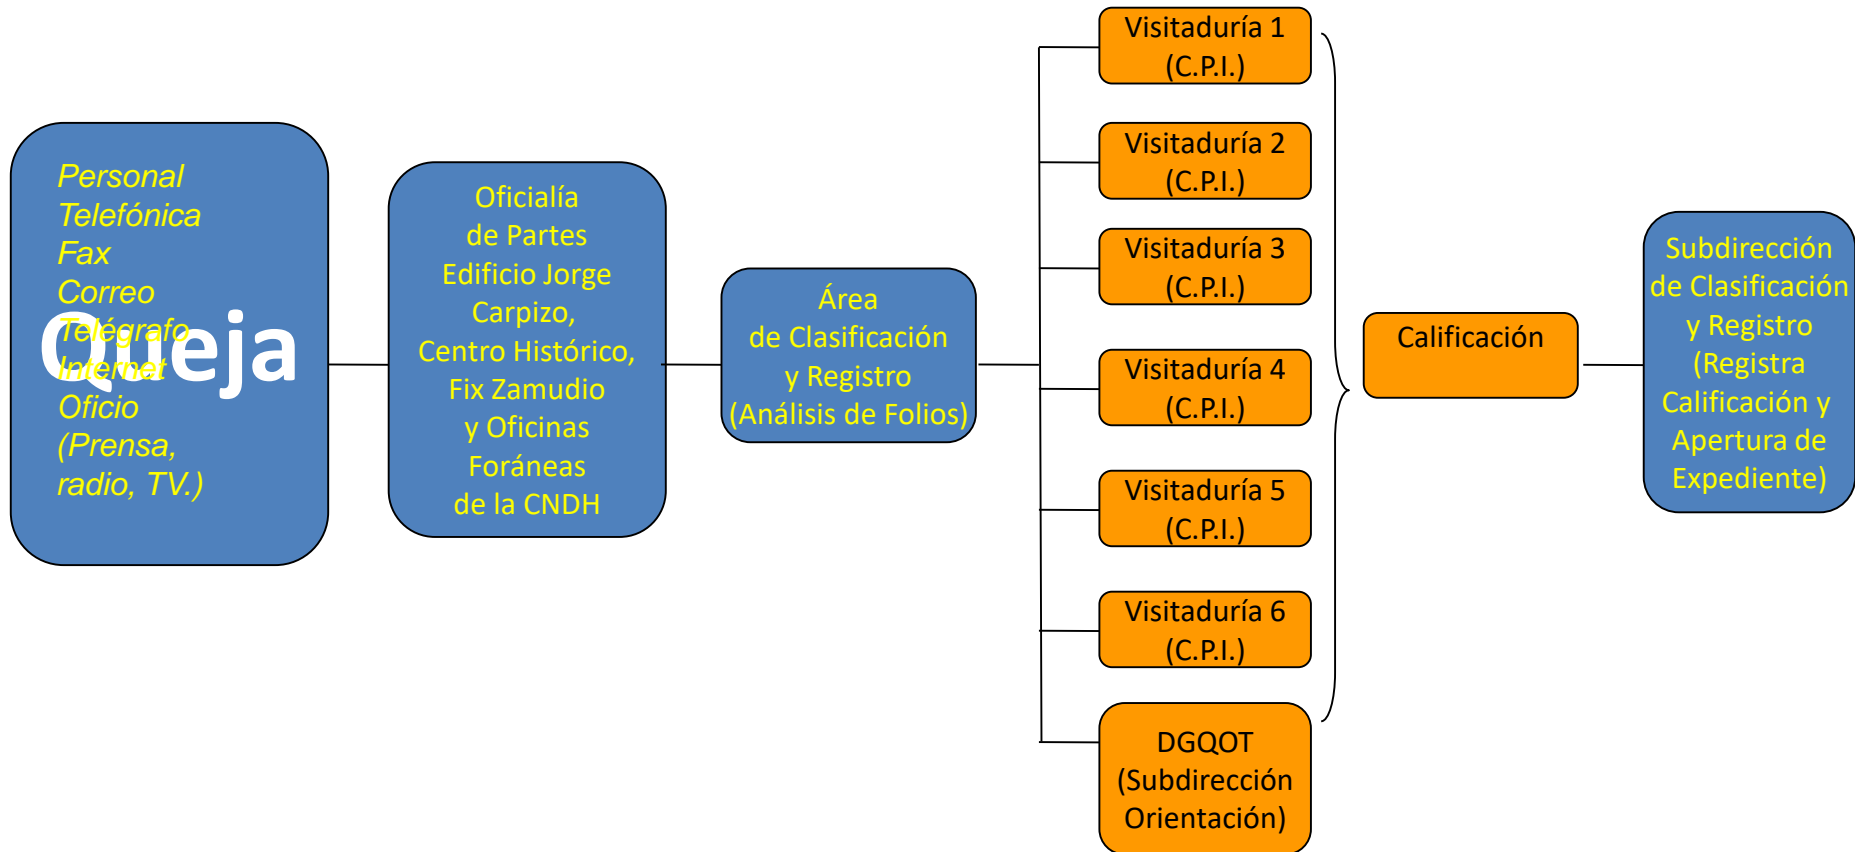 Queja
Personal
Telefónica
Fax
Correo
Telégrafo
Internet
Oficio
(Prensa,
radio, TV.)
Oficialía
de Partes
Edificio Jorge
Carpizo,
Centro Histórico,
Fix Zamudio
y Oficinas
Foráneas
de la CNDH
Área
de Clasificación
y Registro
(Análisis de Folios)
Visitaduría 1
(C.P.I.)
Visitaduría 2
(C.P.I.)
Visitaduría 3
(C.P.I.)
Visitaduría 4
(C.P.I.)
Visitaduría 5
(C.P.I.)
Visitaduría 6
(C.P.I.)
DGQOT
(Subdirección
Orientación)
Calificación
Subdirección
de Clasificación
y Registro
(Registra
Calificación y
Apertura de
Expediente)